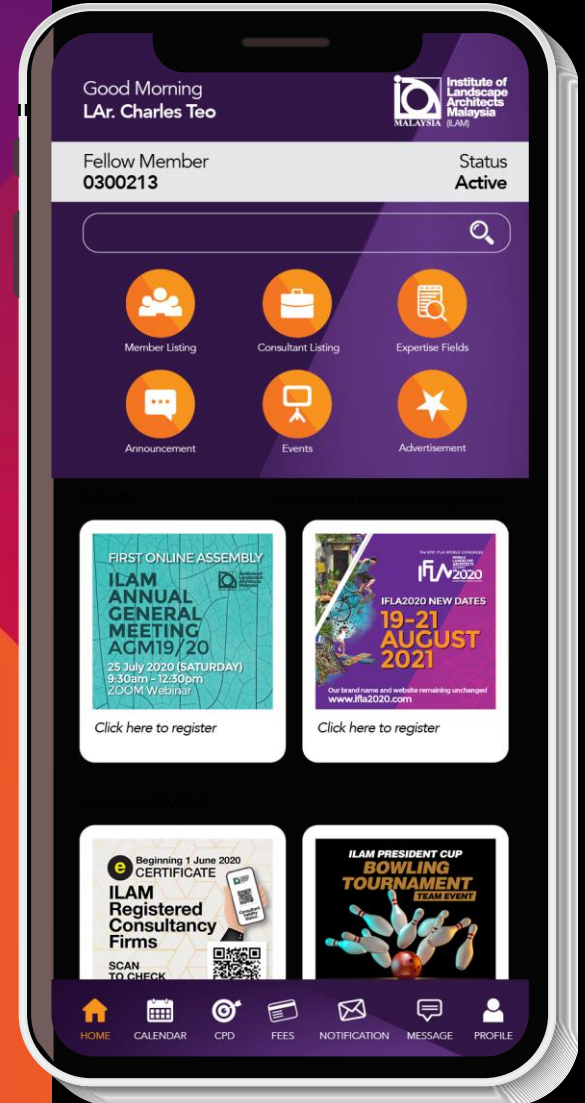 Good Morning
LAr. Charles Teo
Institute of
Landscape
Architects
Malaysia
(ILAM)
MALAYSIA
Fellow Member
0300213
Status
Active
Member Listing
Consultant Listing
Expertise Fields
Announcement
Events
Advertisement
EVENTS
FIRST ONLINE ASSEMBLY
ILAM
ANNUAL
GENERAL
MEETING
AGM19/20
25 July 2020 (SATURDAY)
9:30am - 12:30pm
ZOOM Webinar
Click here to register
IFLA2020
IFLA2020 NEW DATES
19-21
AUGUST
2021
Our brand name and website remaining unchanged
www.ifla2020.com
Click here to register
ANNOUNCEMENT
e Beginning 1 June 2020
CERTIFICATE
ILAM
Registered
Consultancy
Firms
SCAN
TO CHECK
ILAM PRESIDENT CUP
BOWLING
TOURNAMENT
TEAM EVENT
HOME
CALENDAR
CPD
FEES
NOTIFICATION
MESSAGE
PROFILE